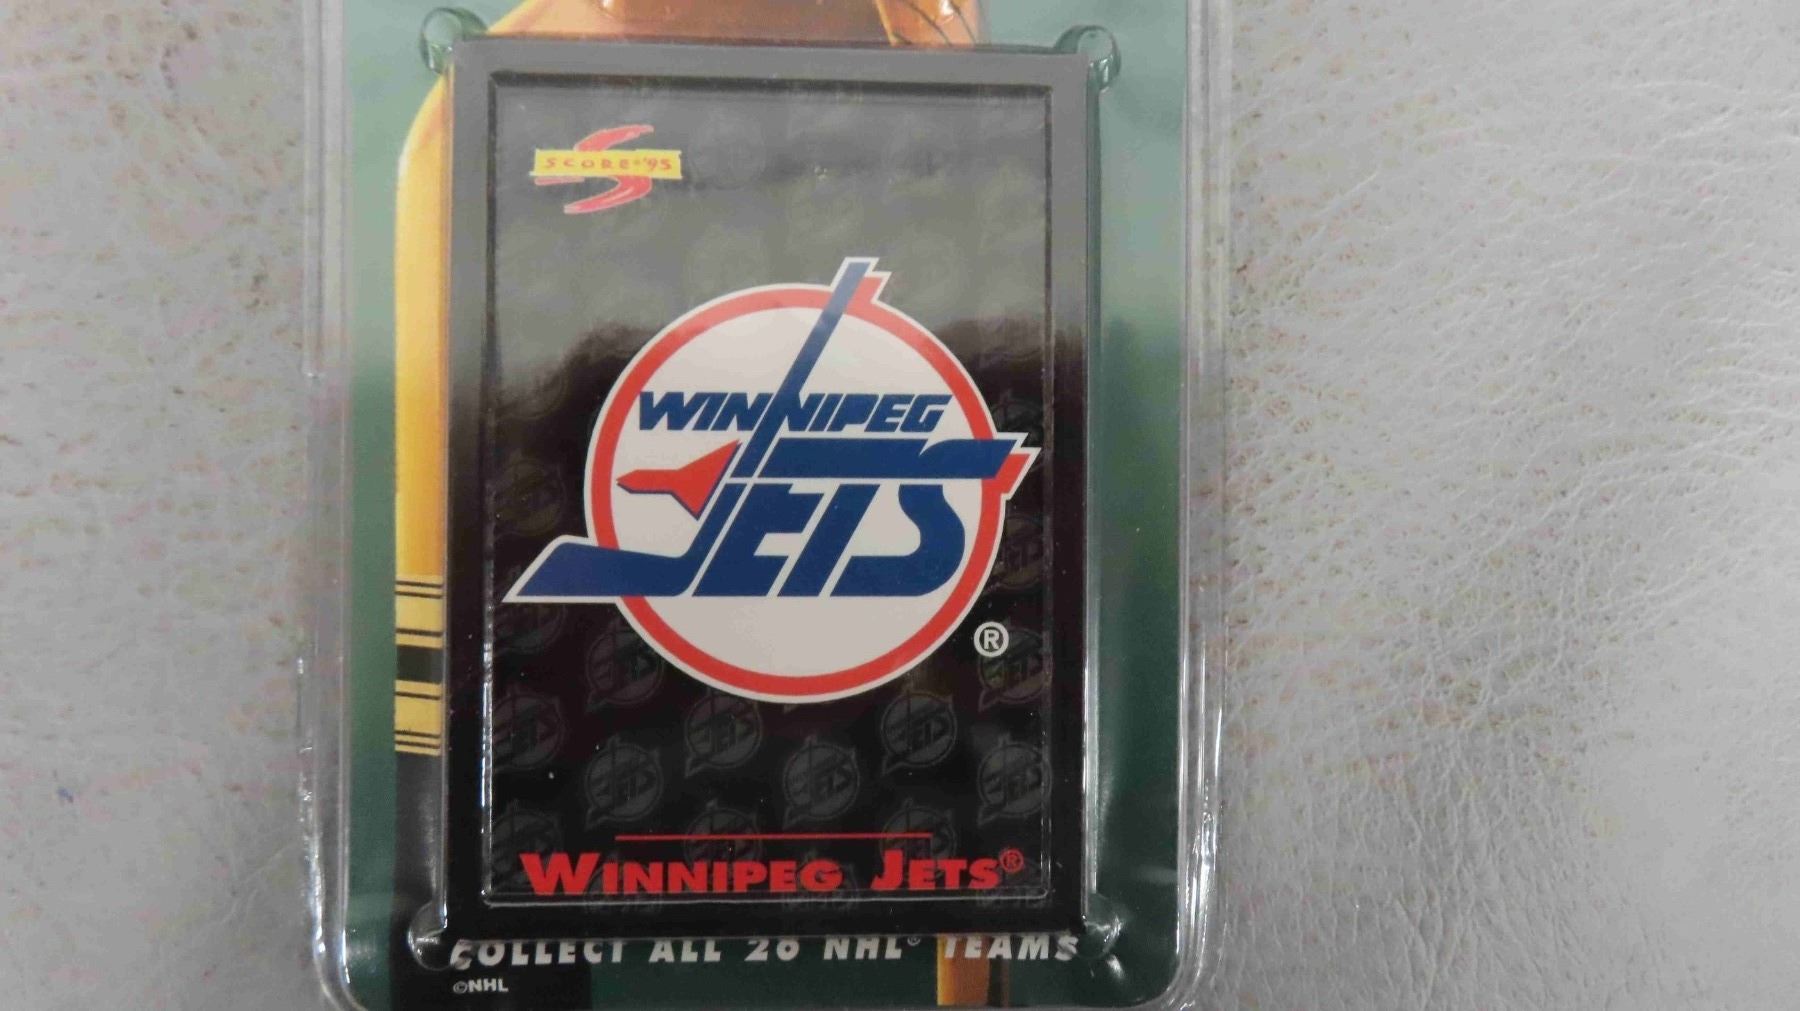 SCORE '95
WINNIPEG
JETS
®
WINNIPEG JETS®
COLLECT ALL 26 NHL® TEAMS
©NHL